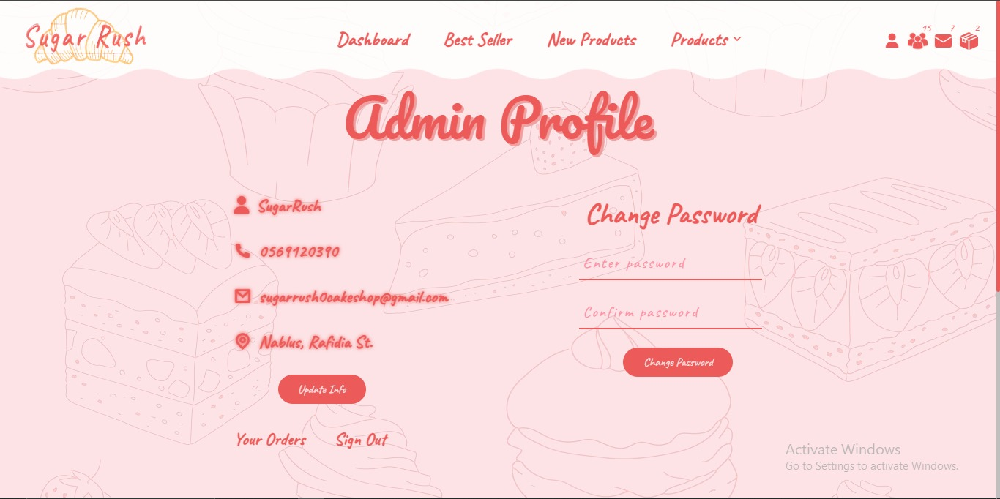 Sugar Rush
Dashboard
Best Seller
New Products
Products
15
7
2
Admin Profile
SugarRush
0569120390
sugarrush0cakeshop@gmail.com
Nablus, Rafidia St.
Update Info
Your Orders
Sign Out
Change Password
Enter password
Confirm password
Change Password
Activate Windows
Go to Settings to activate Windows.